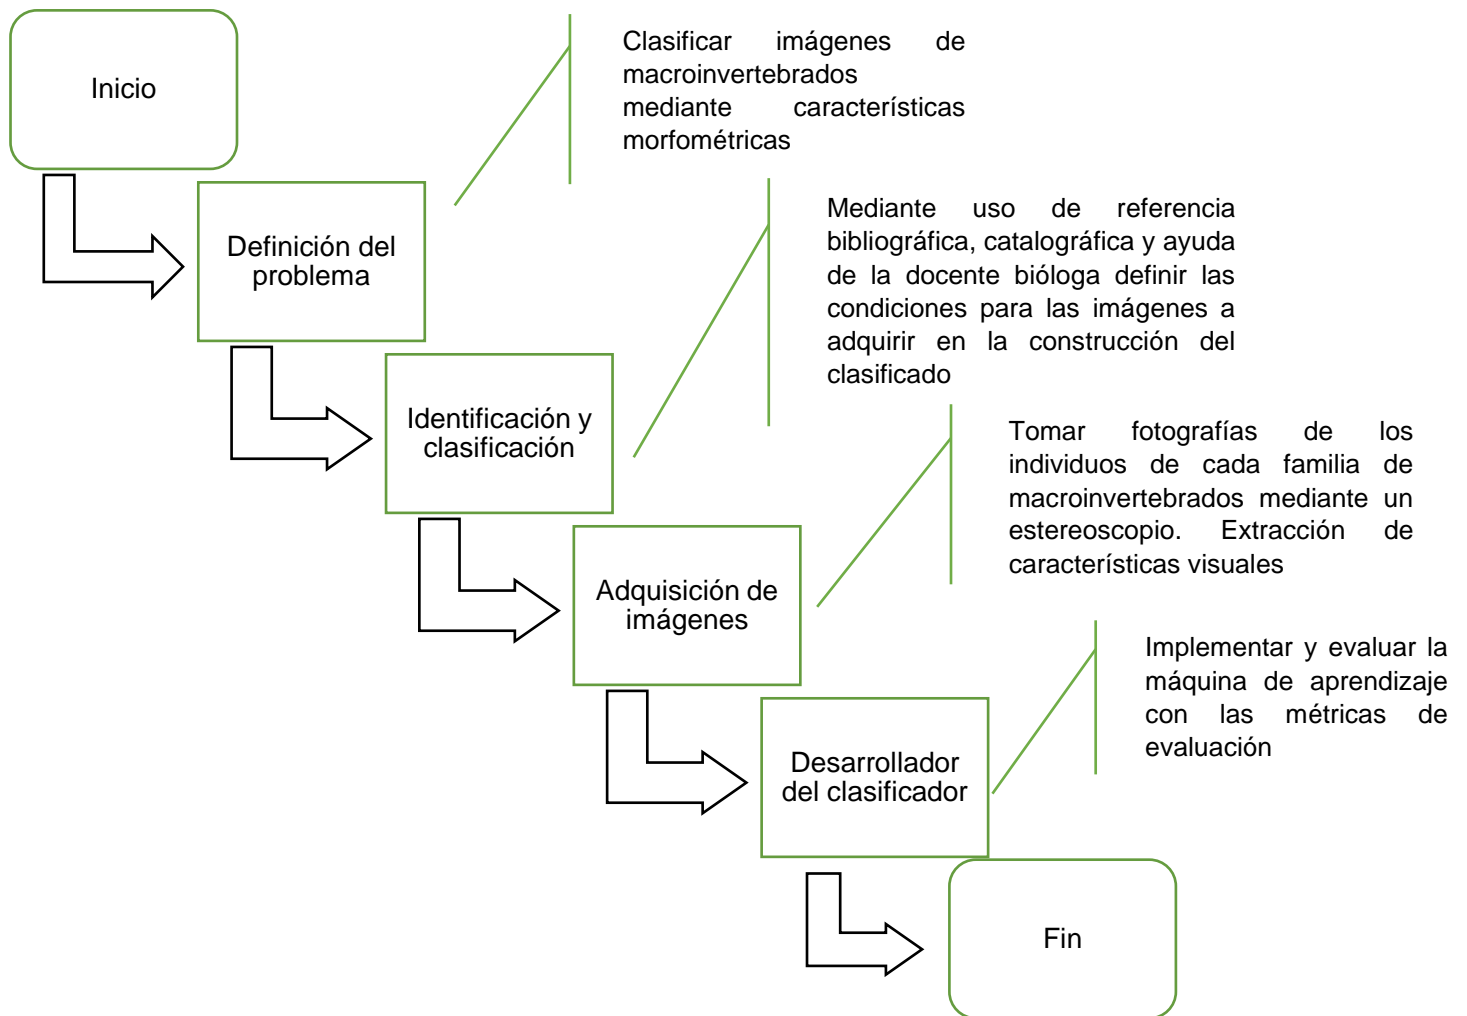 Inicio
Clasificar imágenes de
macroinvertebrados
mediante características
morfométricas
Definición del
problema
Mediante uso de referencia
bibliográfica, catalográfica y ayuda
de la docente bióloga definir las
condiciones para las imágenes a
adquirir en la construcción del
clasificado
Identificación y
clasificación
Tomar fotografías de los
individuos de cada familia de
macroinvertebrados mediante un
estereoscopio. Extracción de
características visuales
Adquisición de
imágenes
Implementar y evaluar la
máquina de aprendizaje
con las métricas de
evaluación
Desarrollador
del clasificador
Fin